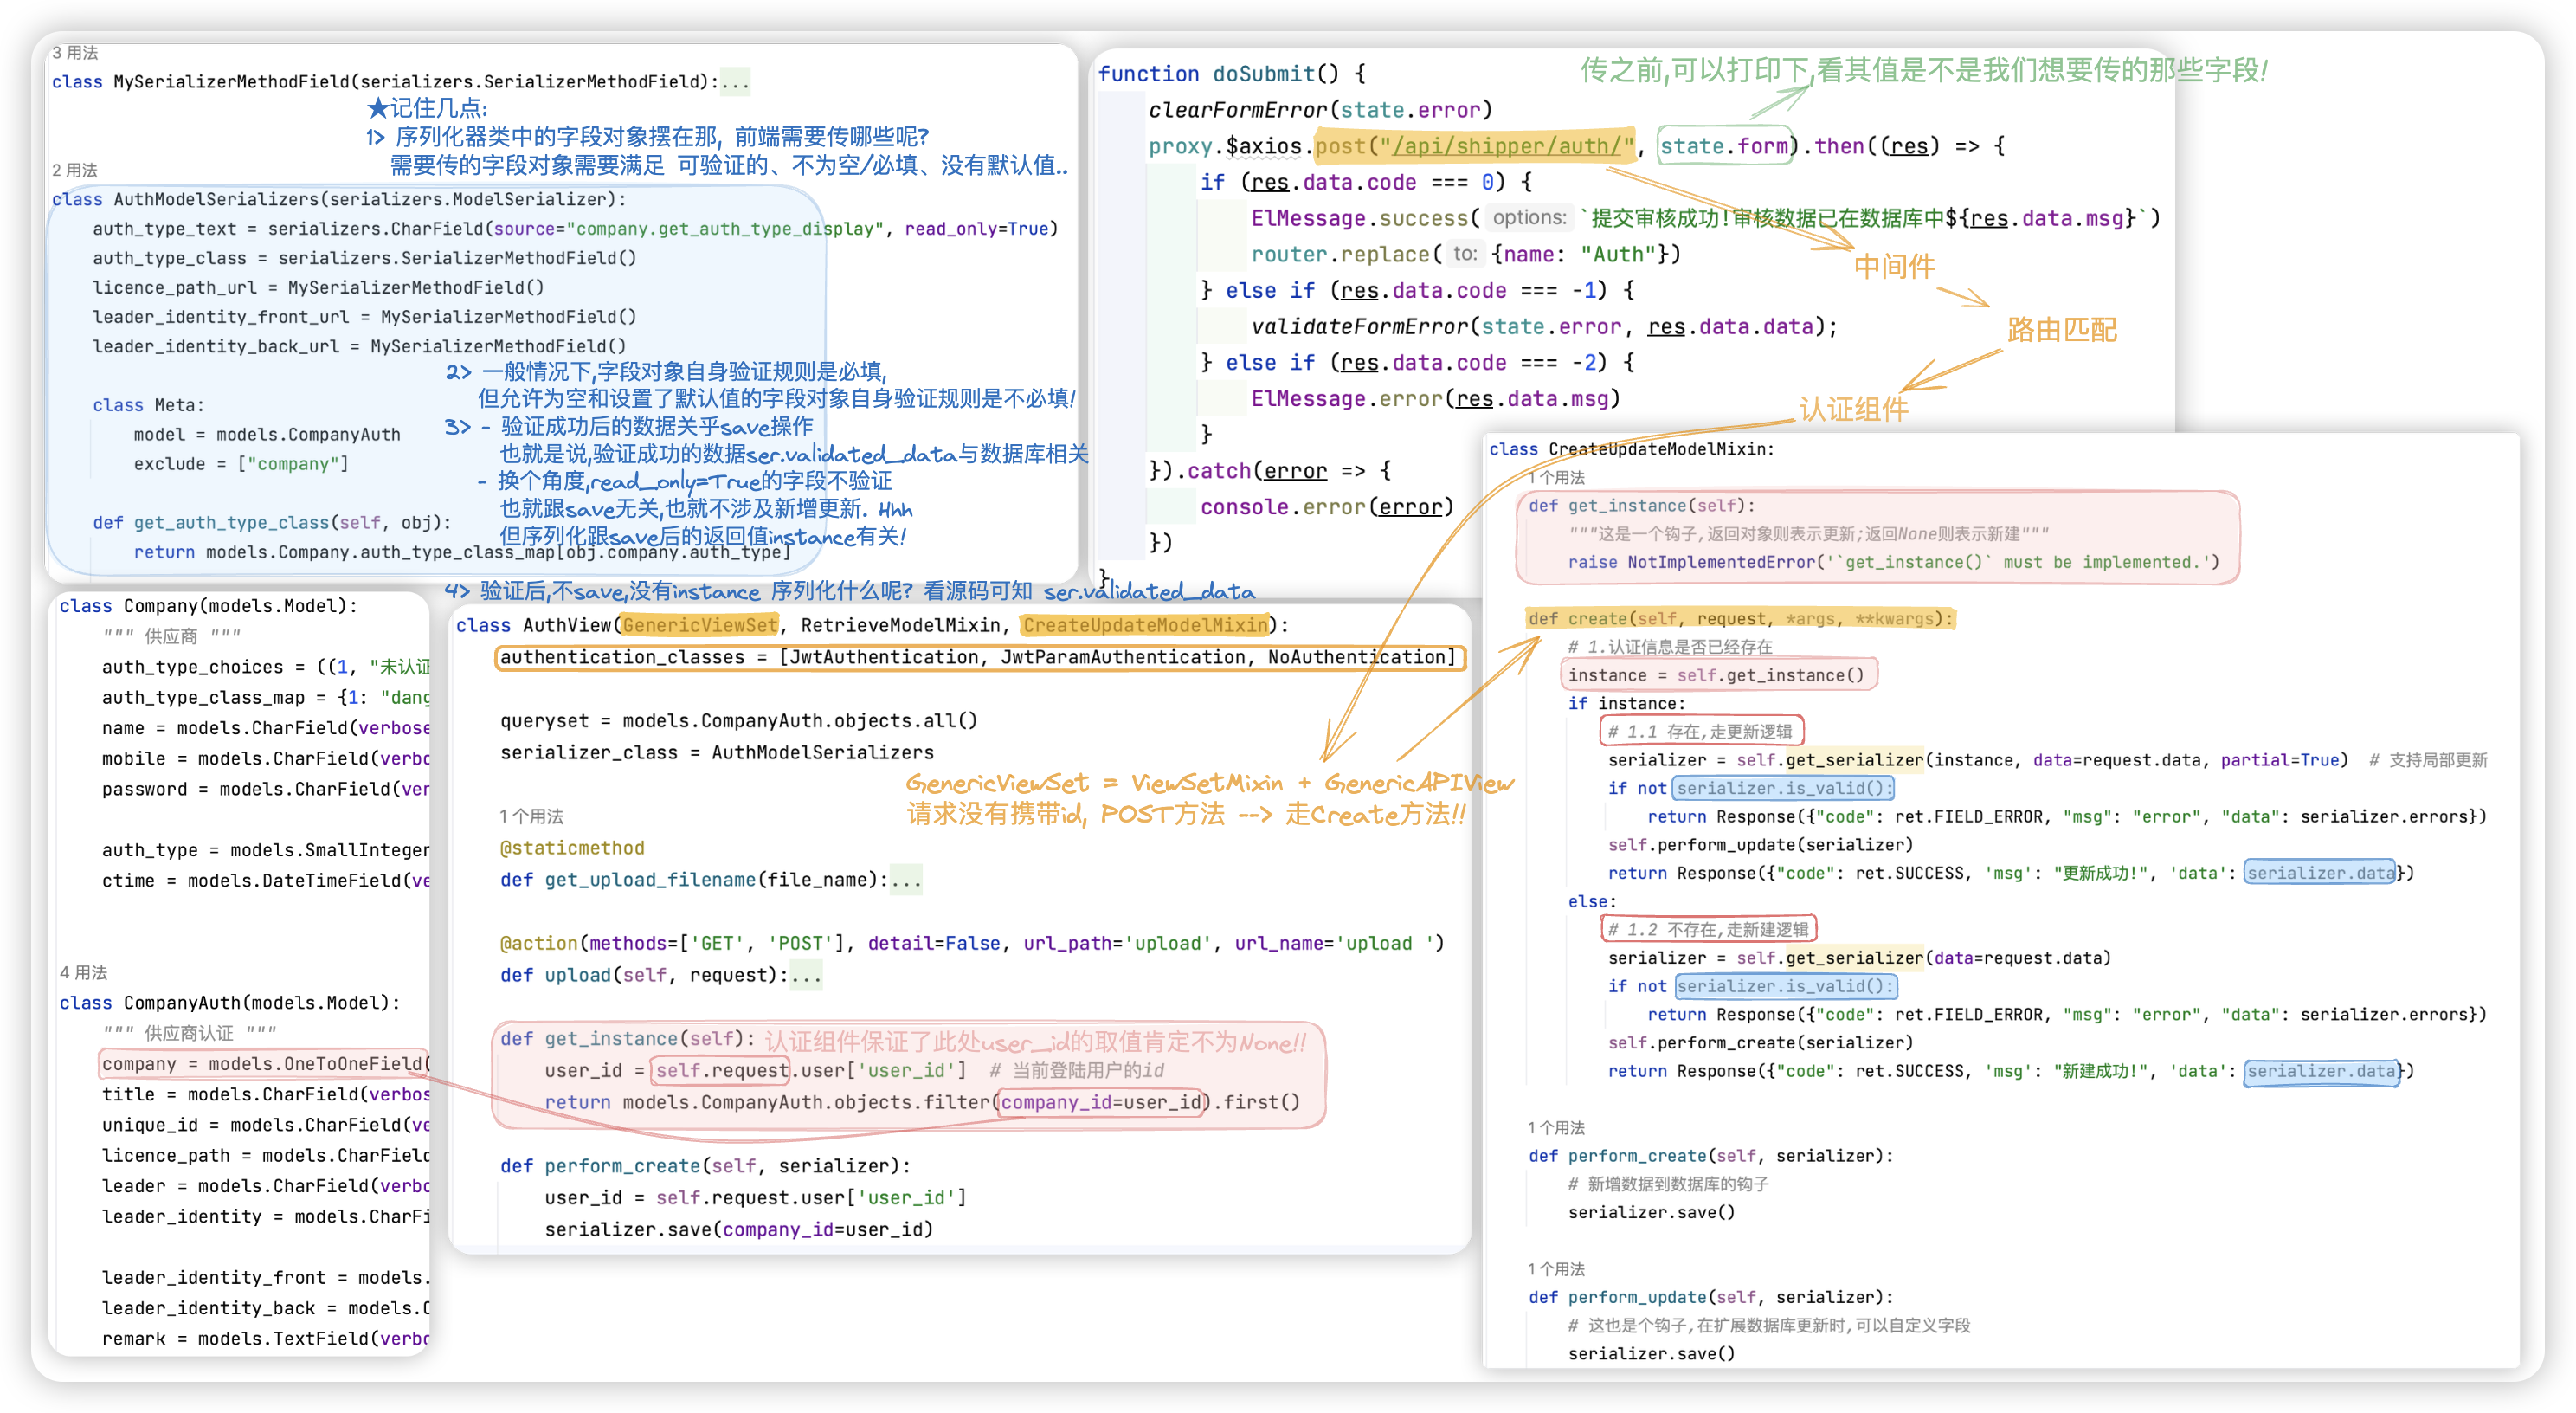 3 用法
class MySerializerMethodField(serializers.SerializerMethodField):...
★记住几点:
1> 序列化器类中的字段对象摆在那, 前端需要传哪些呢?
需要传的字段对象需要满足 可验证的、不为空/必填、没有默认值..
2 用法
class AuthModelSerializers(serializers.ModelSerializer):
auth_type_text = serializers.CharField(source="company.get_auth_type_display", read_only=True)
auth_type_class = serializers.SerializerMethodField()
licence_path_url = MySerializerMethodField()
leader_identity_front_url = MySerializerMethodField()
leader_identity_back_url = MySerializerMethodField()
2> 一般情况下,字段对象自身验证规则是必填,
但允许为空和设置了默认值的字段对象自身验证规则是不必填!
class Meta:
model = models.CompanyAuth
exclude = ["company"]
3> - 验证成功后的数据关乎save操作
也就是说,验证成功的数据ser.validated_data与数据库相关
- 换个角度,read_only=True的字段不验证
也就跟save无关,也就不涉及新增更新. Hhh
但序列化跟save后的返回值instance有关!
def get_auth_type_class(self, obj):
return models.Company.auth_type_class_map[obj.company.auth_type]
4> 验证后,不save,没有instance 序列化什么呢? 看源码可知 ser.validated_data
function doSubmit() {
传之前,可以打印下,看其值是不是我们想要传的那些字段!
clearFormError(state.error)
proxy.$axios.post("/api/shipper/auth/", state.form).then((res) => {
if (res.data.code === 0) {
ElMessage.success( options: `提交审核成功!审核数据已在数据库中${res.data.msg}`)
router.replace( to: {name: "Auth"})
} else if (res.data.code === -1) {
validateFormError(state.error, res.data.data);
} else if (res.data.code === -2) {
ElMessage.error(res.data.msg)
}
}).catch(error => {
console.error(error)
})
}
中间件
路由匹配
认证组件
class Company(models.Model):
""" 供应商 """
auth_type_choices = ((1, "未认证
auth_type_class_map = {1: "dang
name = models.CharField(verbose
mobile = models.CharField(verbo
password = models.CharField(ver
auth_type = models.SmallInteger
ctime = models.DateTimeField(ve
4 用法
class CompanyAuth(models.Model):
""" 供应商认证 """
company = models.OneToOneField(
title = models.CharField(verbos
unique_id = models.CharField(ve
licence_path = models.CharField
leader = models.CharField(verbo
leader_identity = models.CharFi
leader_identity_front = models.
leader_identity_back = models.C
remark = models.TextField(verbo
class AuthView(GenericViewSet, RetrieveModelMixin, CreateUpdateModelMixin):
authentication_classes = [JwtAuthentication, JwtParamAuthentication, NoAuthentication]
queryset = models.CompanyAuth.objects.all()
serializer_class = AuthModelSerializers
GenericViewSet = ViewSetMixin + GenericAPIView
请求没有携带id, POST方法 --> 走Create方法!!
1 个用法
@staticmethod
def get_upload_filename(file_name):...
@action(methods=['GET', 'POST'], detail=False, url_path='upload', url_name='upload ')
def upload(self, request):...
def get_instance(self): 认证组件保证了此处user_id的取值肯定不为None!!
user_id = self.request.user['user_id'] # 当前登陆用户的id
return models.CompanyAuth.objects.filter(company_id=user_id).first()
def perform_create(self, serializer):
user_id = self.request.user['user_id']
serializer.save(company_id=user_id)
class CreateUpdateModelMixin:
1 个用法
def get_instance(self):
"""这是一个钩子,返回对象则表示更新;返回None则表示新建"""
raise NotImplementedError('`get_instance()` must be implemented.')
def create(self, request, *args, **kwargs):
# 1.认证信息是否已经存在
instance = self.get_instance()
if instance:
# 1.1 存在,走更新逻辑
serializer = self.get_serializer(instance, data=request.data, partial=True) # 支持局部更新
if not serializer.is_valid():
return Response({"code": ret.FIELD_ERROR, "msg": "error", "data": serializer.errors})
self.perform_update(serializer)
return Response({"code": ret.SUCCESS, 'msg': "更新成功!", 'data': serializer.data})
else:
# 1.2 不存在,走新建逻辑
serializer = self.get_serializer(data=request.data)
if not serializer.is_valid():
return Response({"code": ret.FIELD_ERROR, "msg": "error", "data": serializer.errors})
self.perform_create(serializer)
return Response({"code": ret.SUCCESS, 'msg': "新建成功!", 'data': serializer.data})
1 个用法
def perform_create(self, serializer):
# 新增数据到数据库的钩子
serializer.save()
1 个用法
def perform_update(self, serializer):
# 这也是个钩子,在扩展数据库更新时,可以自定义字段
serializer.save()